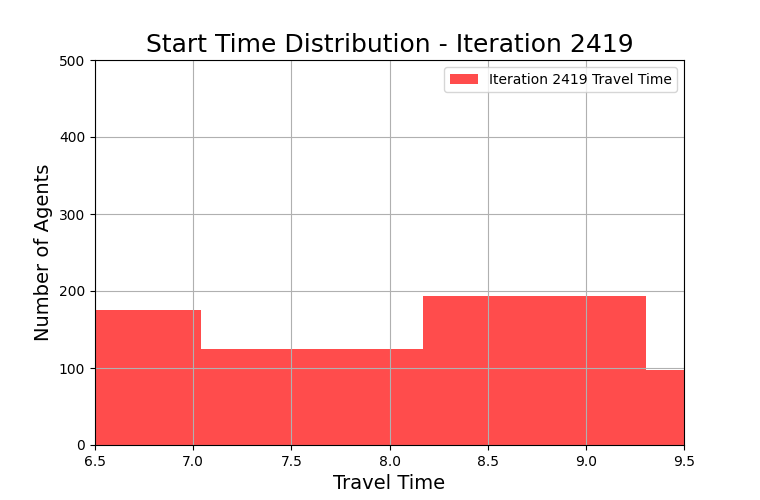 Start Time Distribution - Iteration 2419
Iteration 2419 Travel Time
Number of Agents
500
400
300
200
100
0
6.5 7.0 7.5 8.0 8.5 9.0 9.5
Travel Time